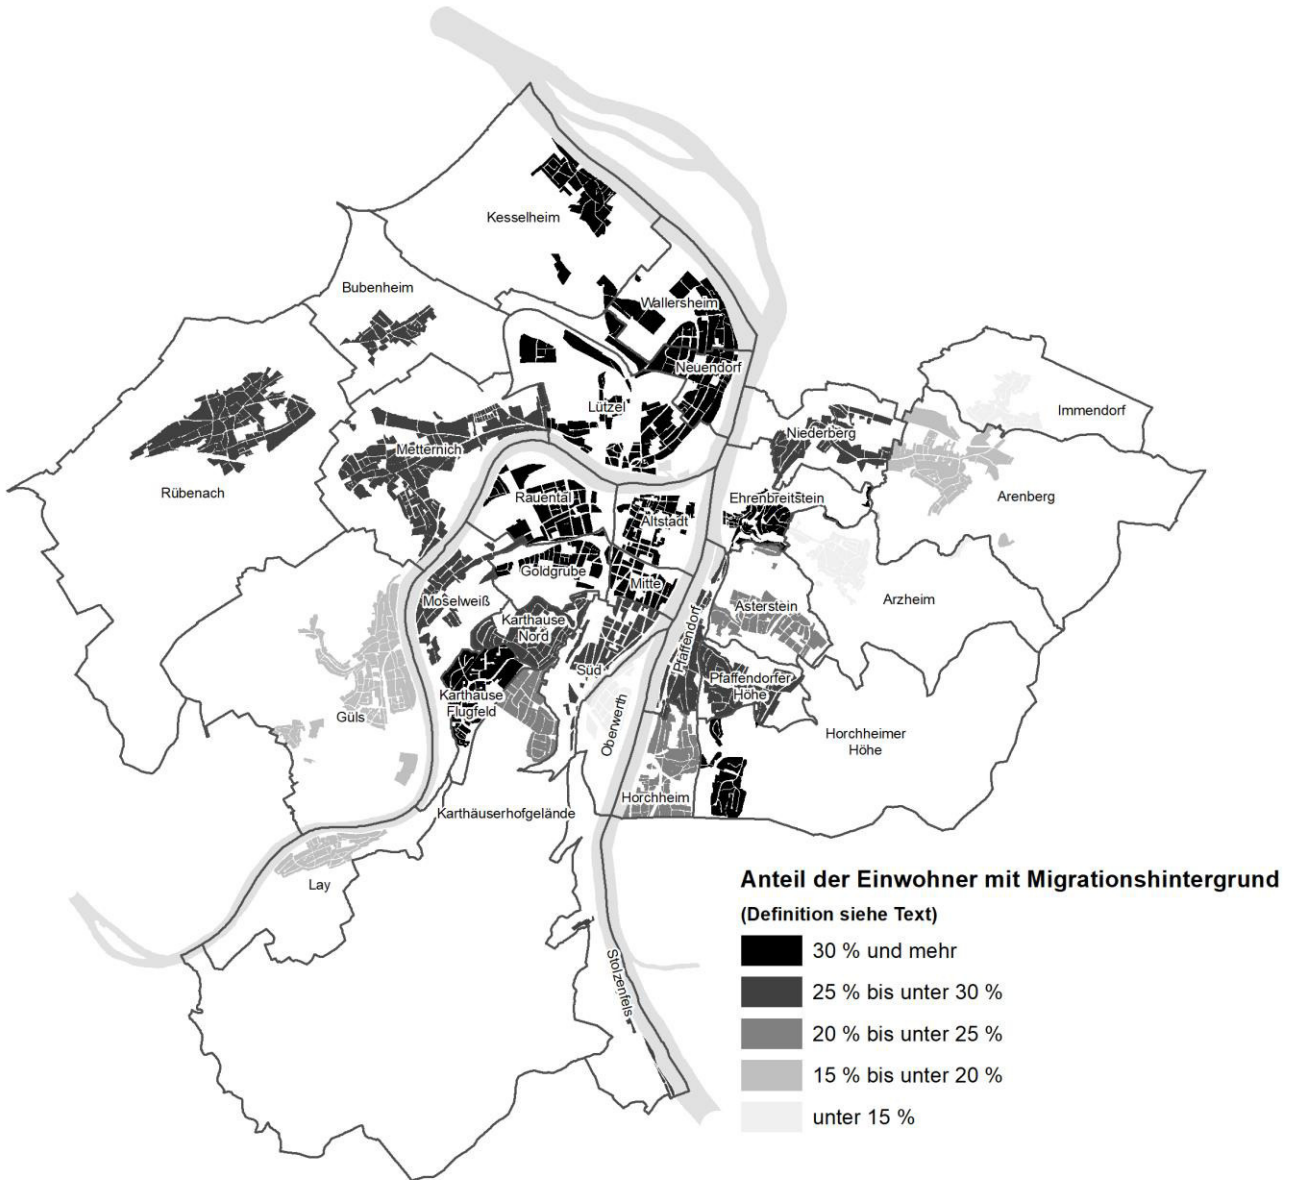 Kesselheim
Bubenheim
Wallersheim
Neuendorf
Immendorf
Lützel
Niederberg
Metternich
Rübenach
Rauental
Ehrenbreitstein
Arenberg
Altstadt
Goldgrube
Mitte
Moselweiß
Asterstein
Arzheim
Karthause
Nord
Pfaffendorf
Süd
Pfaffendorfer
Höhe
Karthause
Flugfeld
Güls
Oberwerth
Horchheimer
Höhe
Horchheim
Karthäuserhofgelände
Lay
Stolzenfels
Anteil der Einwohner mit Migrationshintergrund
(Definition siehe Text)
30 % und mehr
25 % bis unter 30 %
20 % bis unter 25 %
15 % bis unter 20 %
unter 15 %